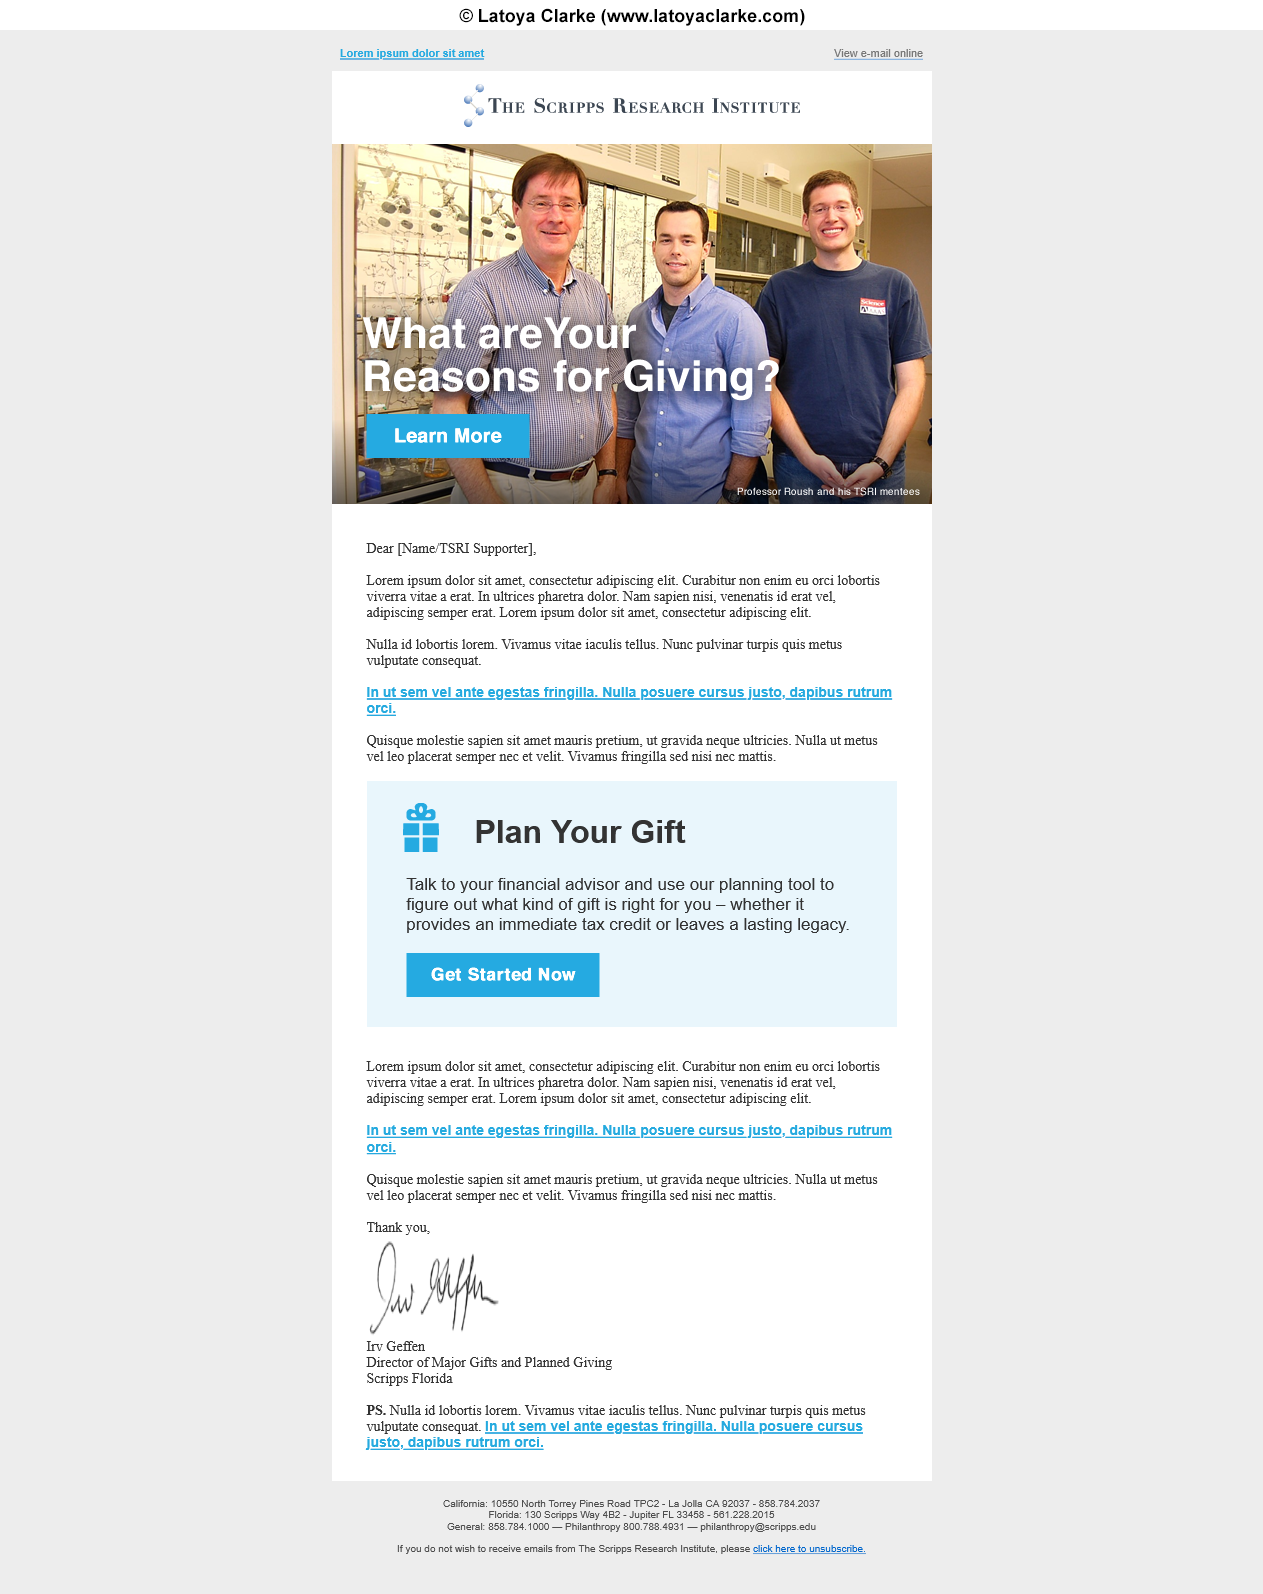 © Latoya Clarke (www.latoyaclarke.com)
Lorem ipsum dolor sit amet
View e-mail online
The Scripps Research Institute
What areYour
Reasons for Giving?
Learn More
Professor Roush and his TSRI mentees
Dear [Name/TSRI Supporter],
Lorem ipsum dolor sit amet, consectetur adipiscing elit. Curabitur non enim eu orci lobortis
viverra vitae a erat. In ultrices pharetra dolor. Nam sapien nisi, venenatis id erat vel,
adipiscing semper erat. Lorem ipsum dolor sit amet, consectetur adipiscing elit.
Nulla id lobortis lorem. Vivamus vitae iaculis tellus. Nunc pulvinar turpis quis metus
vulputate consequat.
In ut sem vel ante egestas fringilla. Nulla posuere cursus justo, dapibus rutrum
orci.
Quisque molestie sapien sit amet mauris pretium, ut gravida neque ultricies. Nulla ut metus
vel leo placerat semper nec et velit. Vivamus fringilla sed nisi nec mattis.
Plan Your Gift
Talk to your financial advisor and use our planning tool to
figure out what kind of gift is right for you – whether it
provides an immediate tax credit or leaves a lasting legacy.
Get Started Now
Lorem ipsum dolor sit amet, consectetur adipiscing elit. Curabitur non enim eu orci lobortis
viverra vitae a erat. In ultrices pharetra dolor. Nam sapien nisi, venenatis id erat vel,
adipiscing semper erat. Lorem ipsum dolor sit amet, consectetur adipiscing elit.
In ut sem vel ante egestas fringilla. Nulla posuere cursus justo, dapibus rutrum
orci.
Quisque molestie sapien sit amet mauris pretium, ut gravida neque ultricies. Nulla ut metus
vel leo placerat semper nec et velit. Vivamus fringilla sed nisi nec mattis.
Thank you,
Irv Geffen
Irv Geffen
Director of Major Gifts and Planned Giving
Scripps Florida
PS. Nulla id lobortis lorem. Vivamus vitae iaculis tellus. Nunc pulvinar turpis quis metus
vulputate consequat. In ut sem vel ante egestas fringilla. Nulla posuere cursus
justo, dapibus rutrum orci.
California: 10550 North Torrey Pines Road TPC2 - La Jolla CA 92037 - 858.784.2037
Florida: 130 Scripps Way 4B2 - Jupiter FL 33458 - 561.228.2015
General: 858.784.1000 — Philanthropy 800.788.4931 — philanthropy@scripps.edu
If you do not wish to receive emails from The Scripps Research Institute, please click here to unsubscribe.